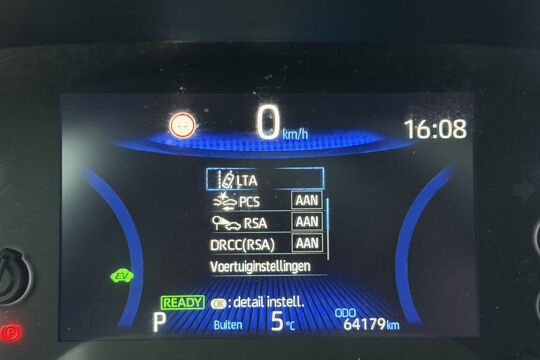 0 km/h
16:08
LTA
PCS AAN
RSA AAN
DRCC(RSA) AAN
Voertuiginstellingen
EV
READY OK : detail instell.
P Buiten 5 °C ODO 64179 km
P